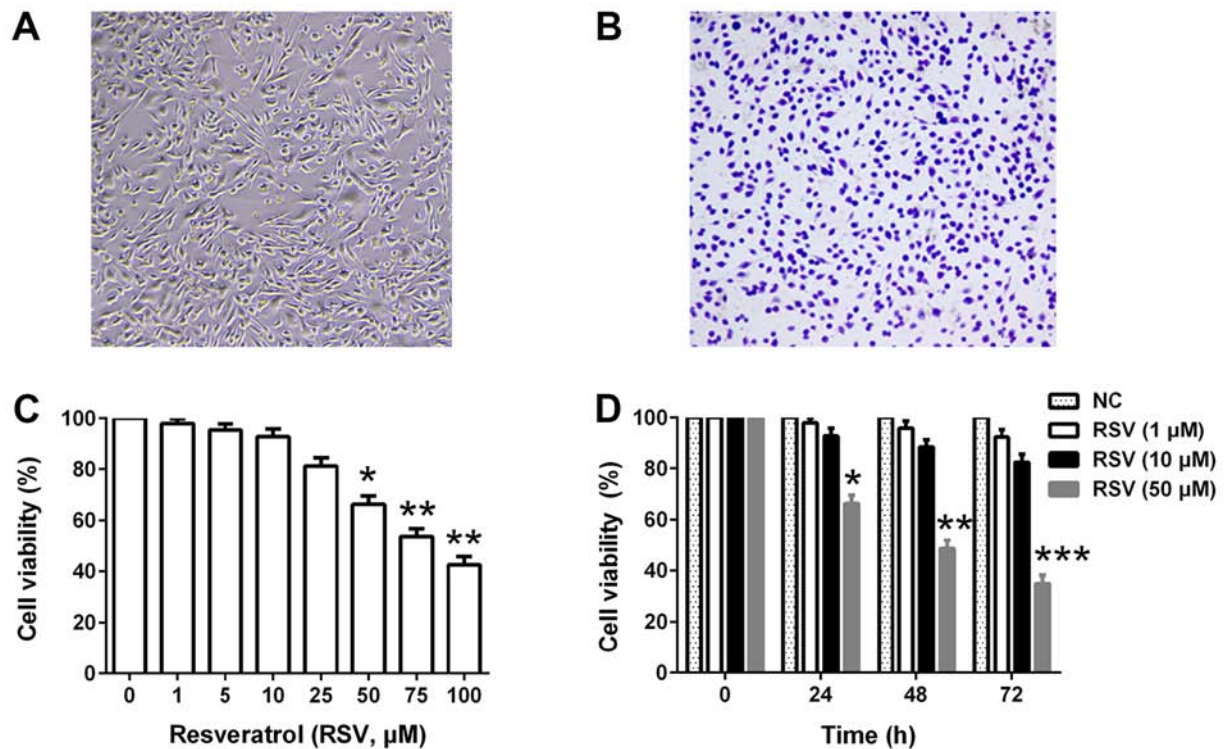 A
B
C
100
80
60
40
20
0
Cell viability (%)
*
**
**
0 1 5 10 25 50 75 100
Resveratrol (RSV, µM)
D
NC
RSV (1 µM)
RSV (10 µM)
RSV (50 µM)
100
80
60
40
20
0
Cell viability (%)
*
**
***
0 24 48 72
Time (h)